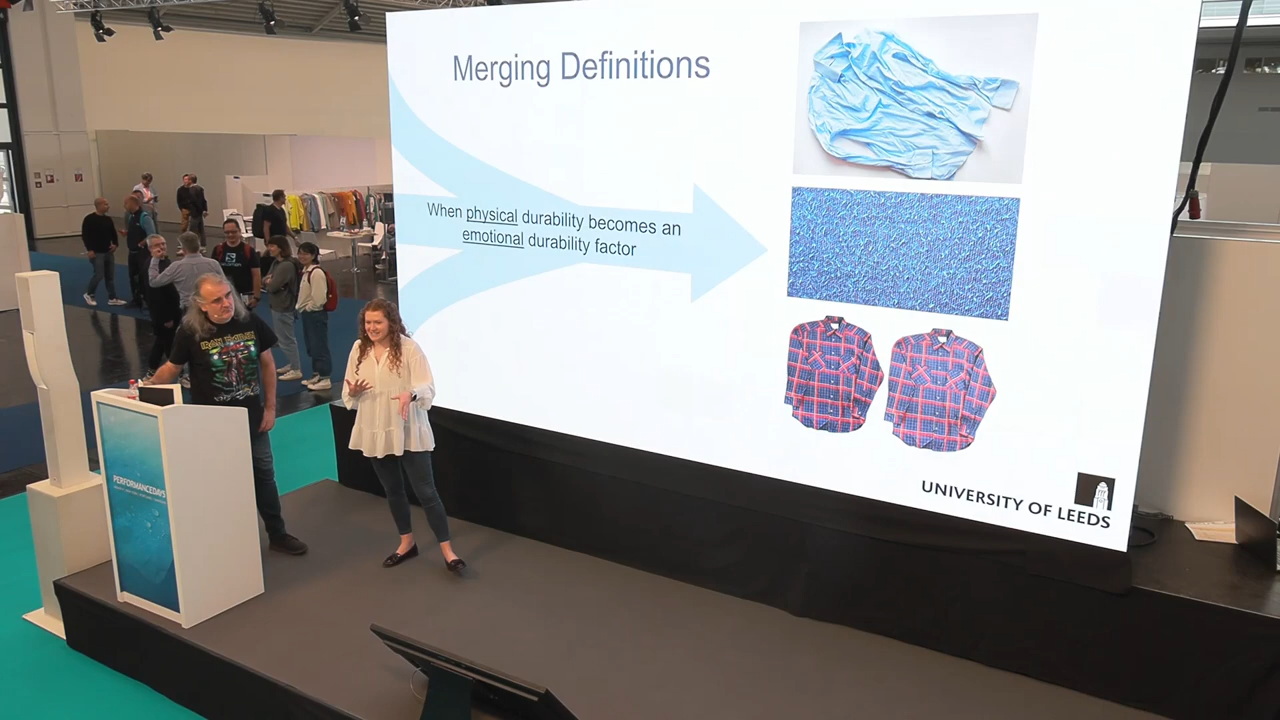 Merging Definitions
When physical durability becomes an
emotional durability factor
UNIVERSITY OF LEEDS
IRON MAIDEN
PERFORMANCEDAYS